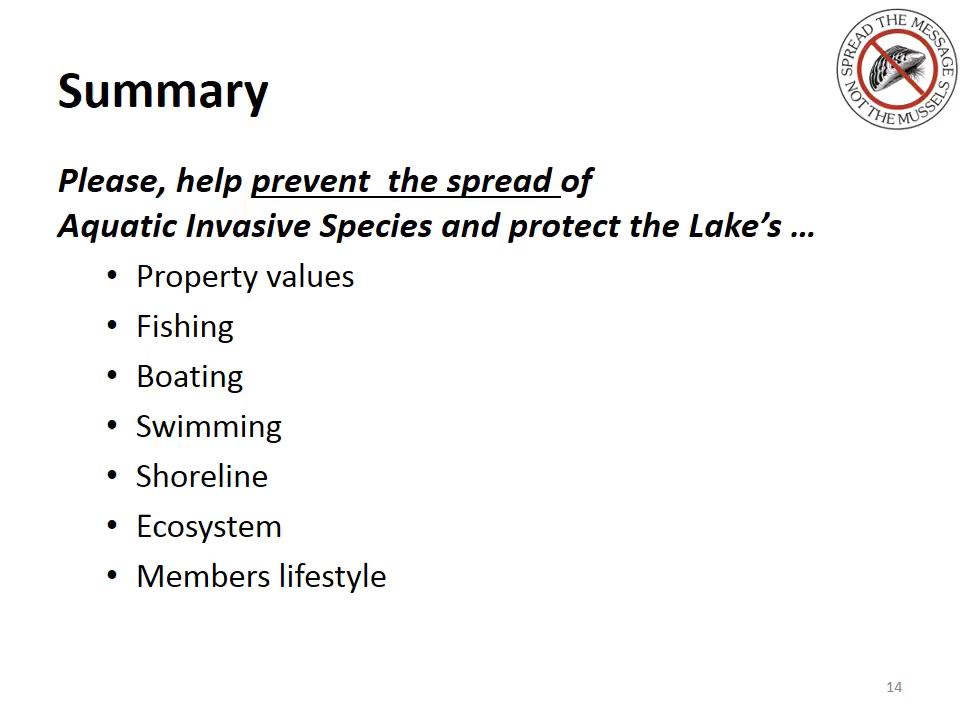 SPREAD THE MESSAGE
NOT THE MUSSELS
Summary
Please, help prevent  the spread of
Aquatic Invasive Species and protect the Lake’s ...
• Property values
• Fishing
• Boating
• Swimming
• Shoreline
• Ecosystem
• Members lifestyle
14